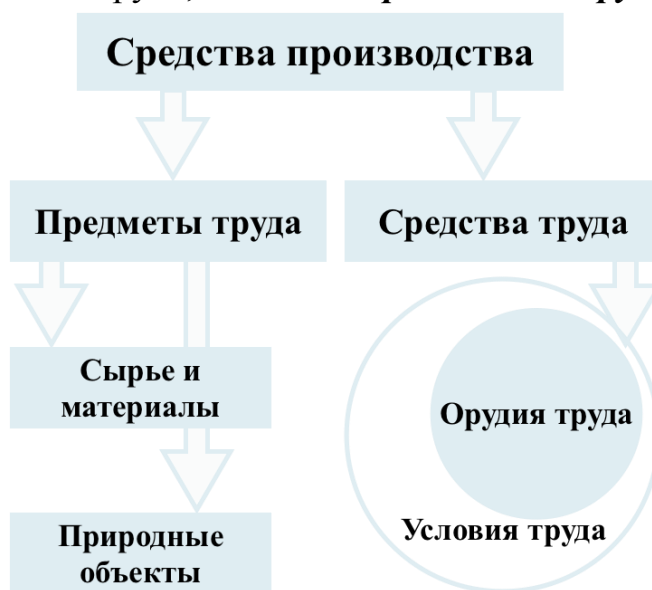 Средства производства
Предметы труда
Средства труда
Сырье и
материалы
Орудия труда
Условия труда
Природные
объекты